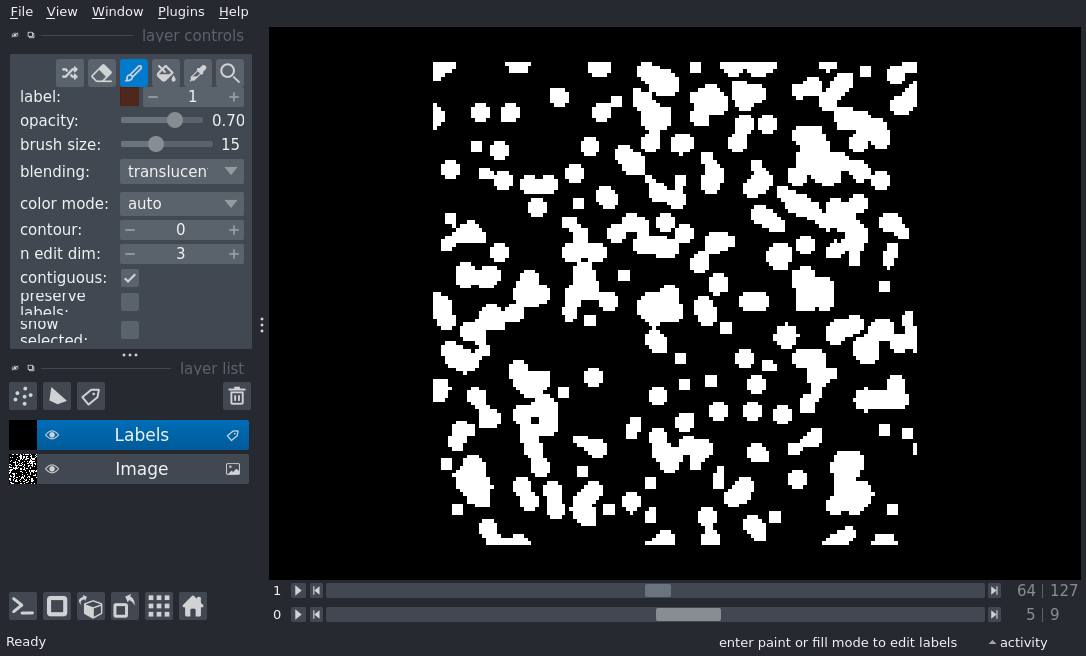 File View Window Plugins Help
layer controls
label: 1
opacity: 0.70
brush size: 15
blending: translucen
color mode: auto
contour: 0
n edit dim: 3
contiguous:
preserve
labels:
show
selected:
layer list
Labels
Image
1 64 127
0 5 9
Ready enter paint or fill mode to edit labels activity